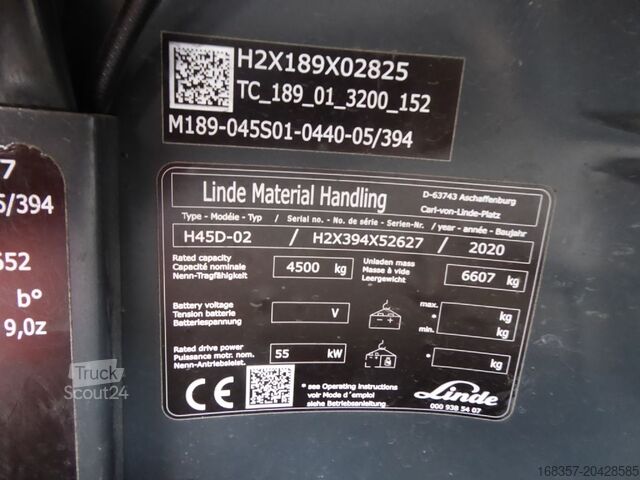 H2X189X02825
TC_189_01_3200_152
M189-045S01-0440-05/394
7
5/394
652
b°
9,0z
Linde Material Handling
D-63743 Aschaffenburg
Carl-von-Linde-Platz
Type - Modéle - Typ / Serial no. - No. de série - Serien-Nr. / year - année - Baujahr
H45D-02 / H2X394X52627 / 2020
Rated capacity
Capacité nominale
Nenn-Tragfähigkeit
4500 kg
Unladen mass
Masse à vide
Leergewicht
6607 kg
Battery voltage
Tension batterie
Batteriespannung
V
max.
* kg
min.
* kg
Rated drive power
Puissance motr. nom.
Nenn-Antriebsleist.
55 kW
* kg
CE
* see Operating instructions
voir Mode d'emploi
siehe Betriebsanleitung
Linde
000 938 54 07
Truck
Scout24
168357-20428585